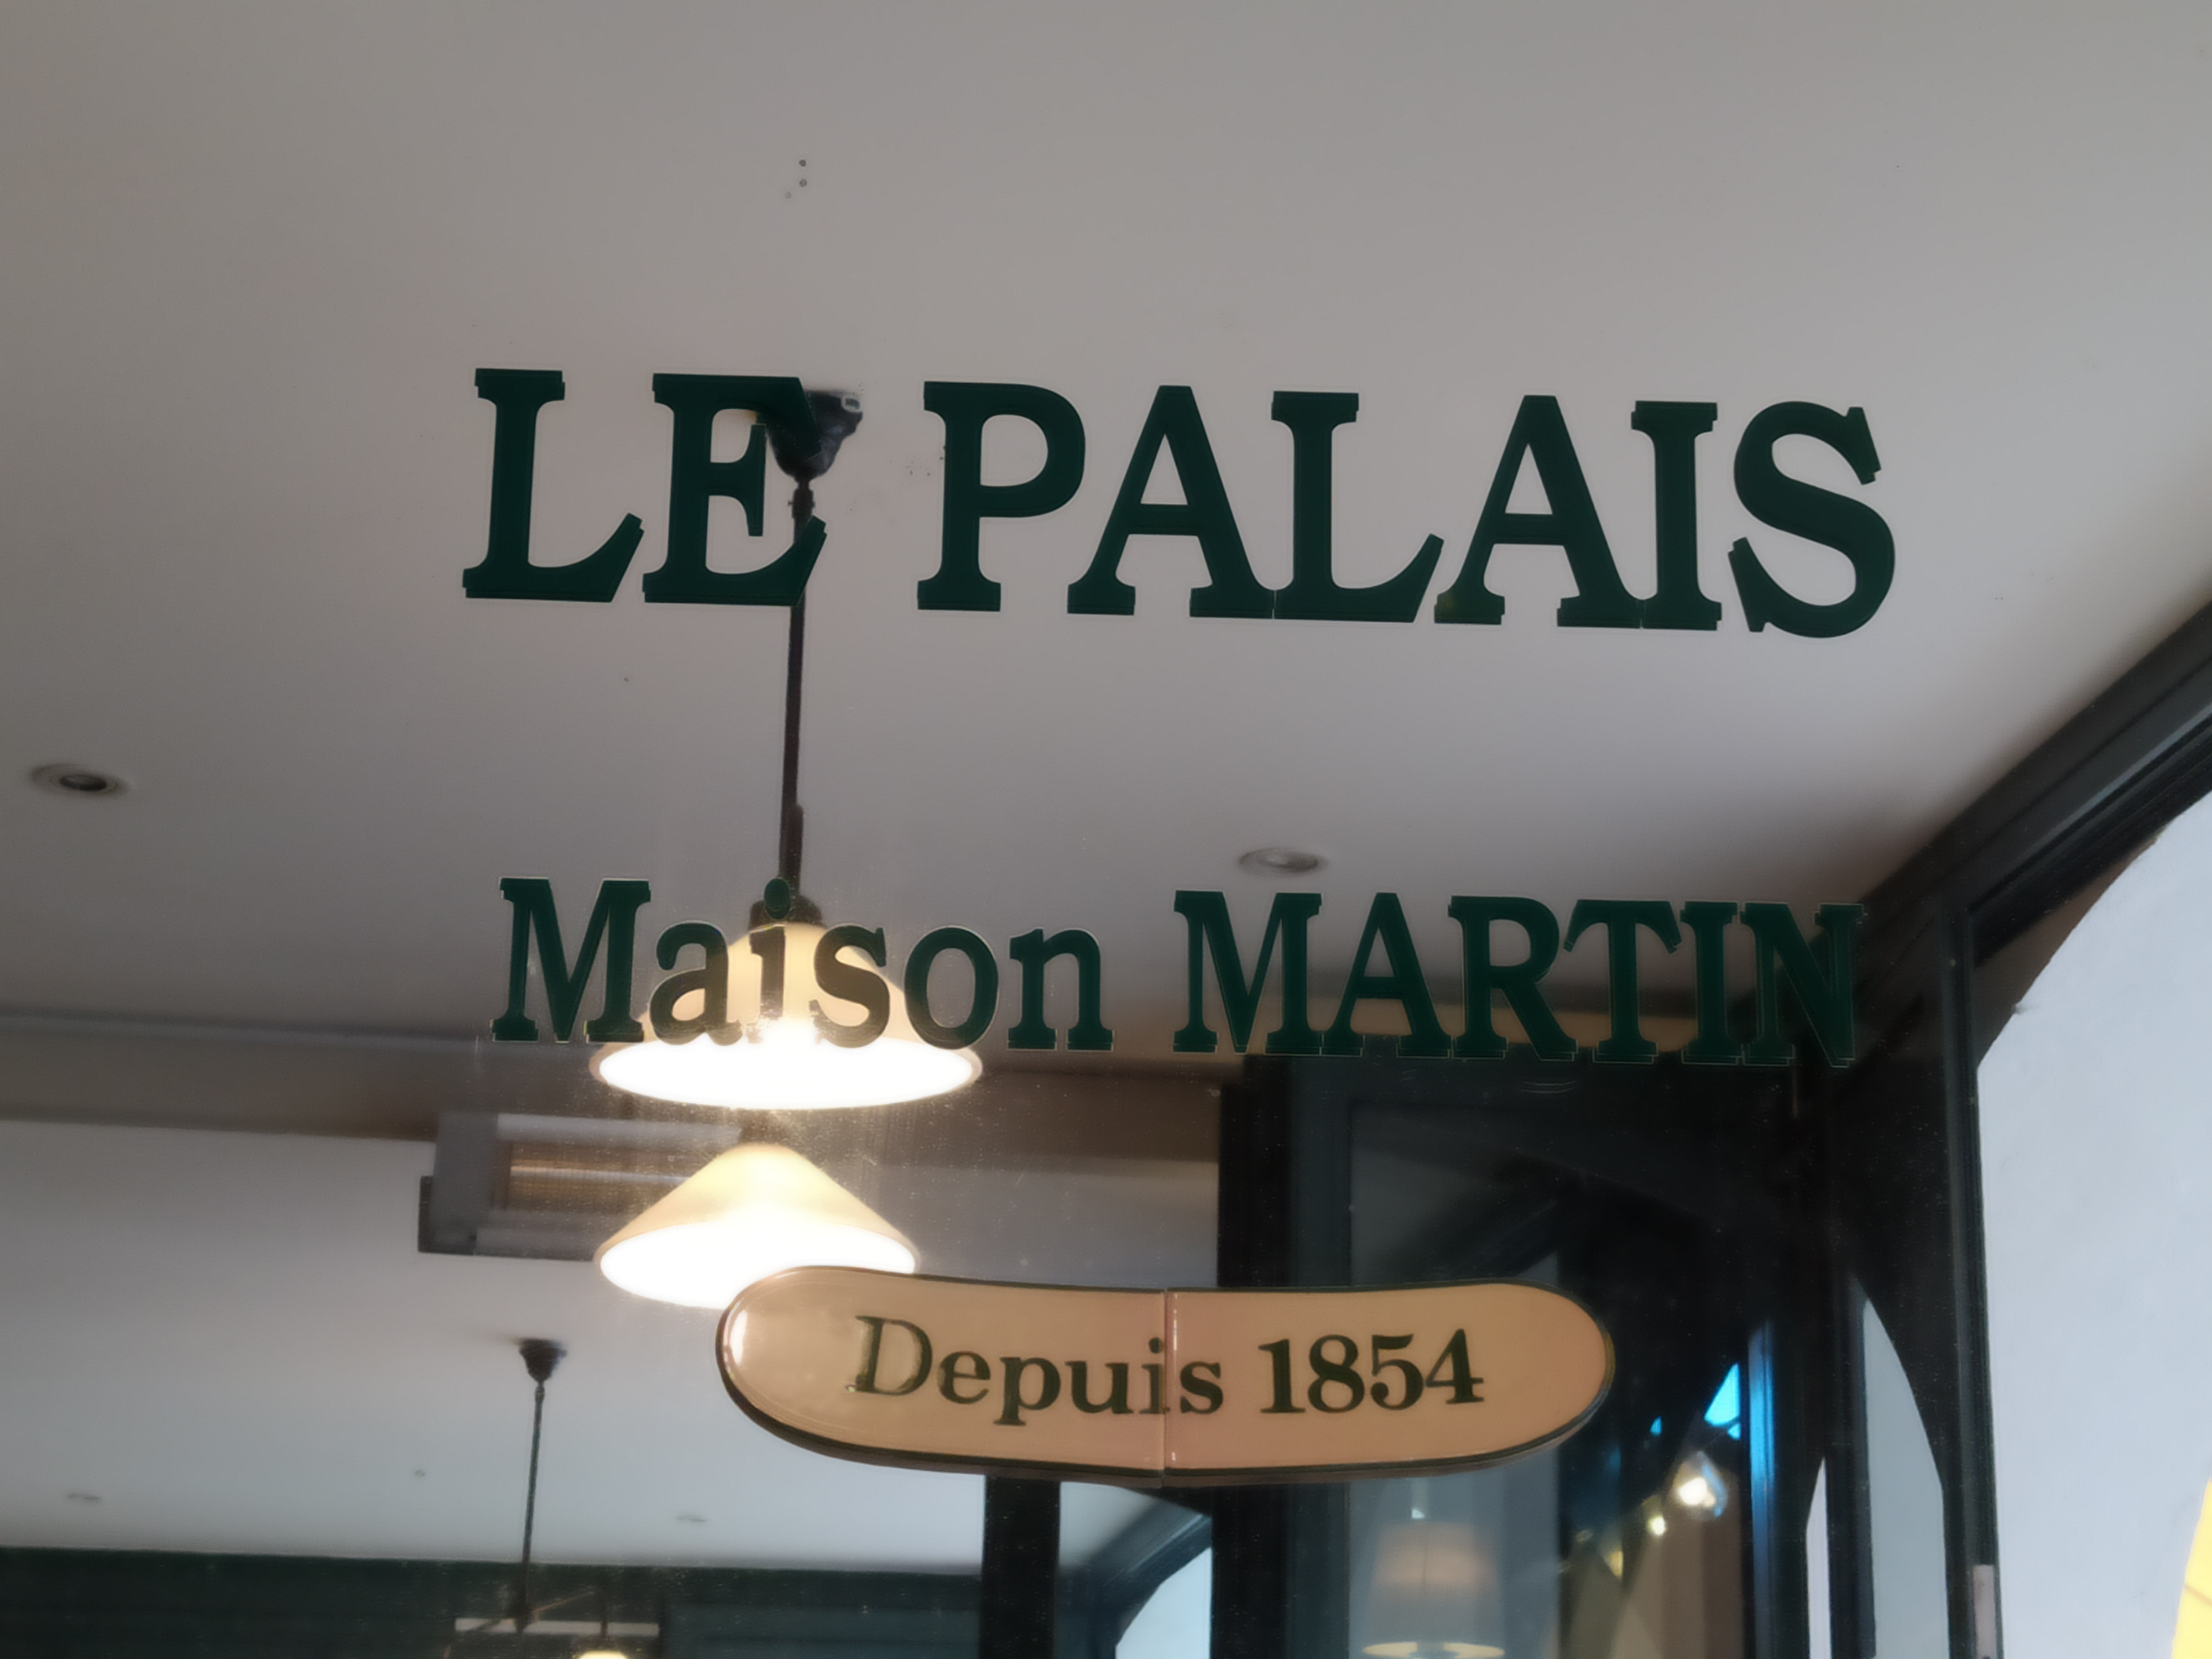 LE PALAIS
Maison MARTIN
Depuis 1854